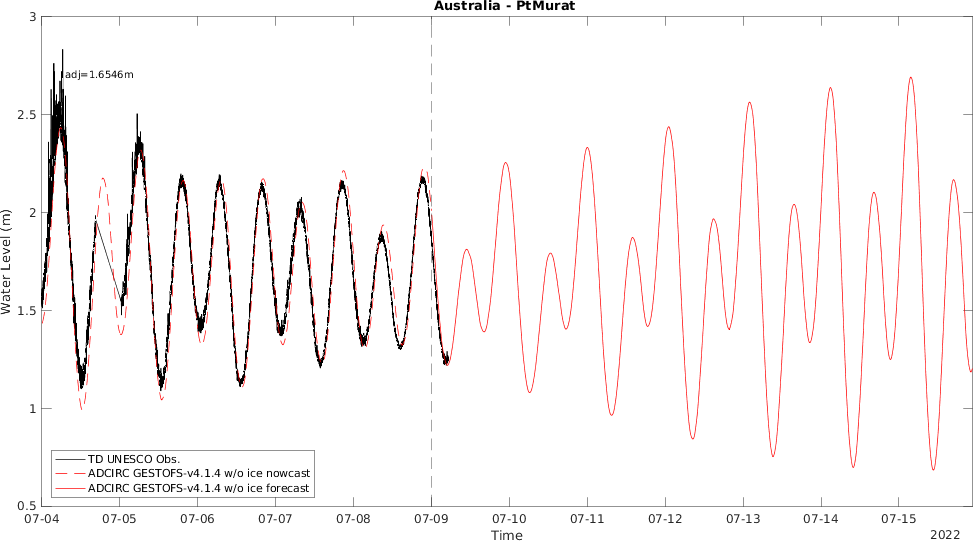 Australia - PtMurat
3
adj=1.6546m
2.5
2
Water Level (m)
1.5
1
TD UNESCO Obs.
ADCIRC GESTOFS-v4.1.4 w/o ice nowcast
ADCIRC GESTOFS-v4.1.4 w/o ice forecast
0.5
07-04 07-05 07-06 07-07 07-08 07-09 07-10 07-11 07-12 07-13 07-14 07-15
Time
2022